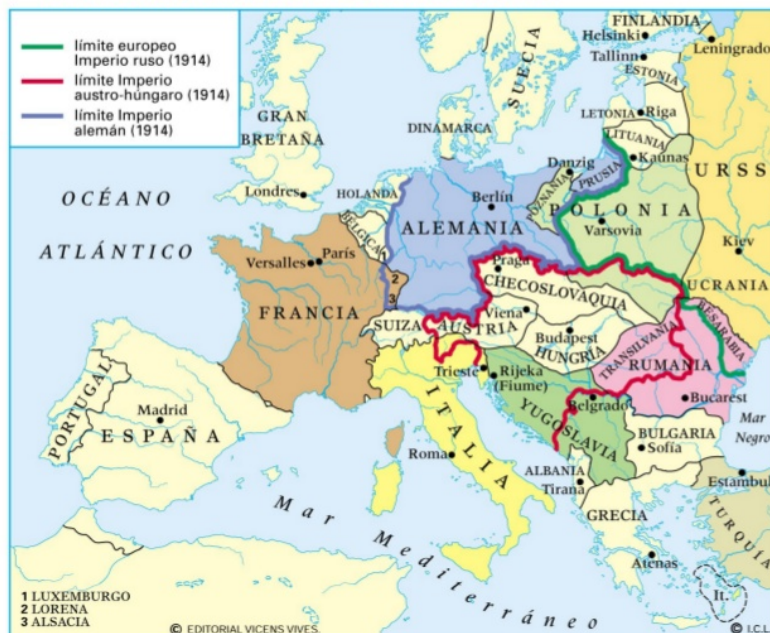 límite europeo
Imperio ruso (1914)
límite Imperio
austro-húngaro (1914)
límite Imperio
alemán (1914)
FINLANDIA
Helsinki
Leningrado
Tallinn
ESTONIA
SUECIA
LETONIA
Riga
GRAN
BRETAÑA
DINAMARCA
LITUANIA
Kaunas
URSS
Danzig
PRUSIA
OCÉANO
ATLÁNTICO
Londres
HOLANDA
Berlín
POZNANIA
POLONIA
ALEMANIA
Varsovia
BÉLGICA
1
Kiev
París
Versalles
2
Praga
UCRANIA
CHECOSLOVAQUIA
3
FRANCIA
Viena
BESARABIA
SUIZA
AUSTRIA
Budapest
HUNGRÍA
TRANSILVANIA
RUMANIA
Trieste
Rijeka
(Fiume)
Belgrado
Bucarest
PORTUGAL
Madrid
ESPAÑA
ITALIA
YUGOSLAVIA
Mar
Negro
BULGARIA
Sofía
Roma
ALBANIA
Tirana
Estambul
GRECIA
TURQUÍA
Mar Mediterráneo
Atenas
It.
1 LUXEMBURGO
2 LORENA
3 ALSACIA
© EDITORIAL VICENS VIVES.
© I.C.L.